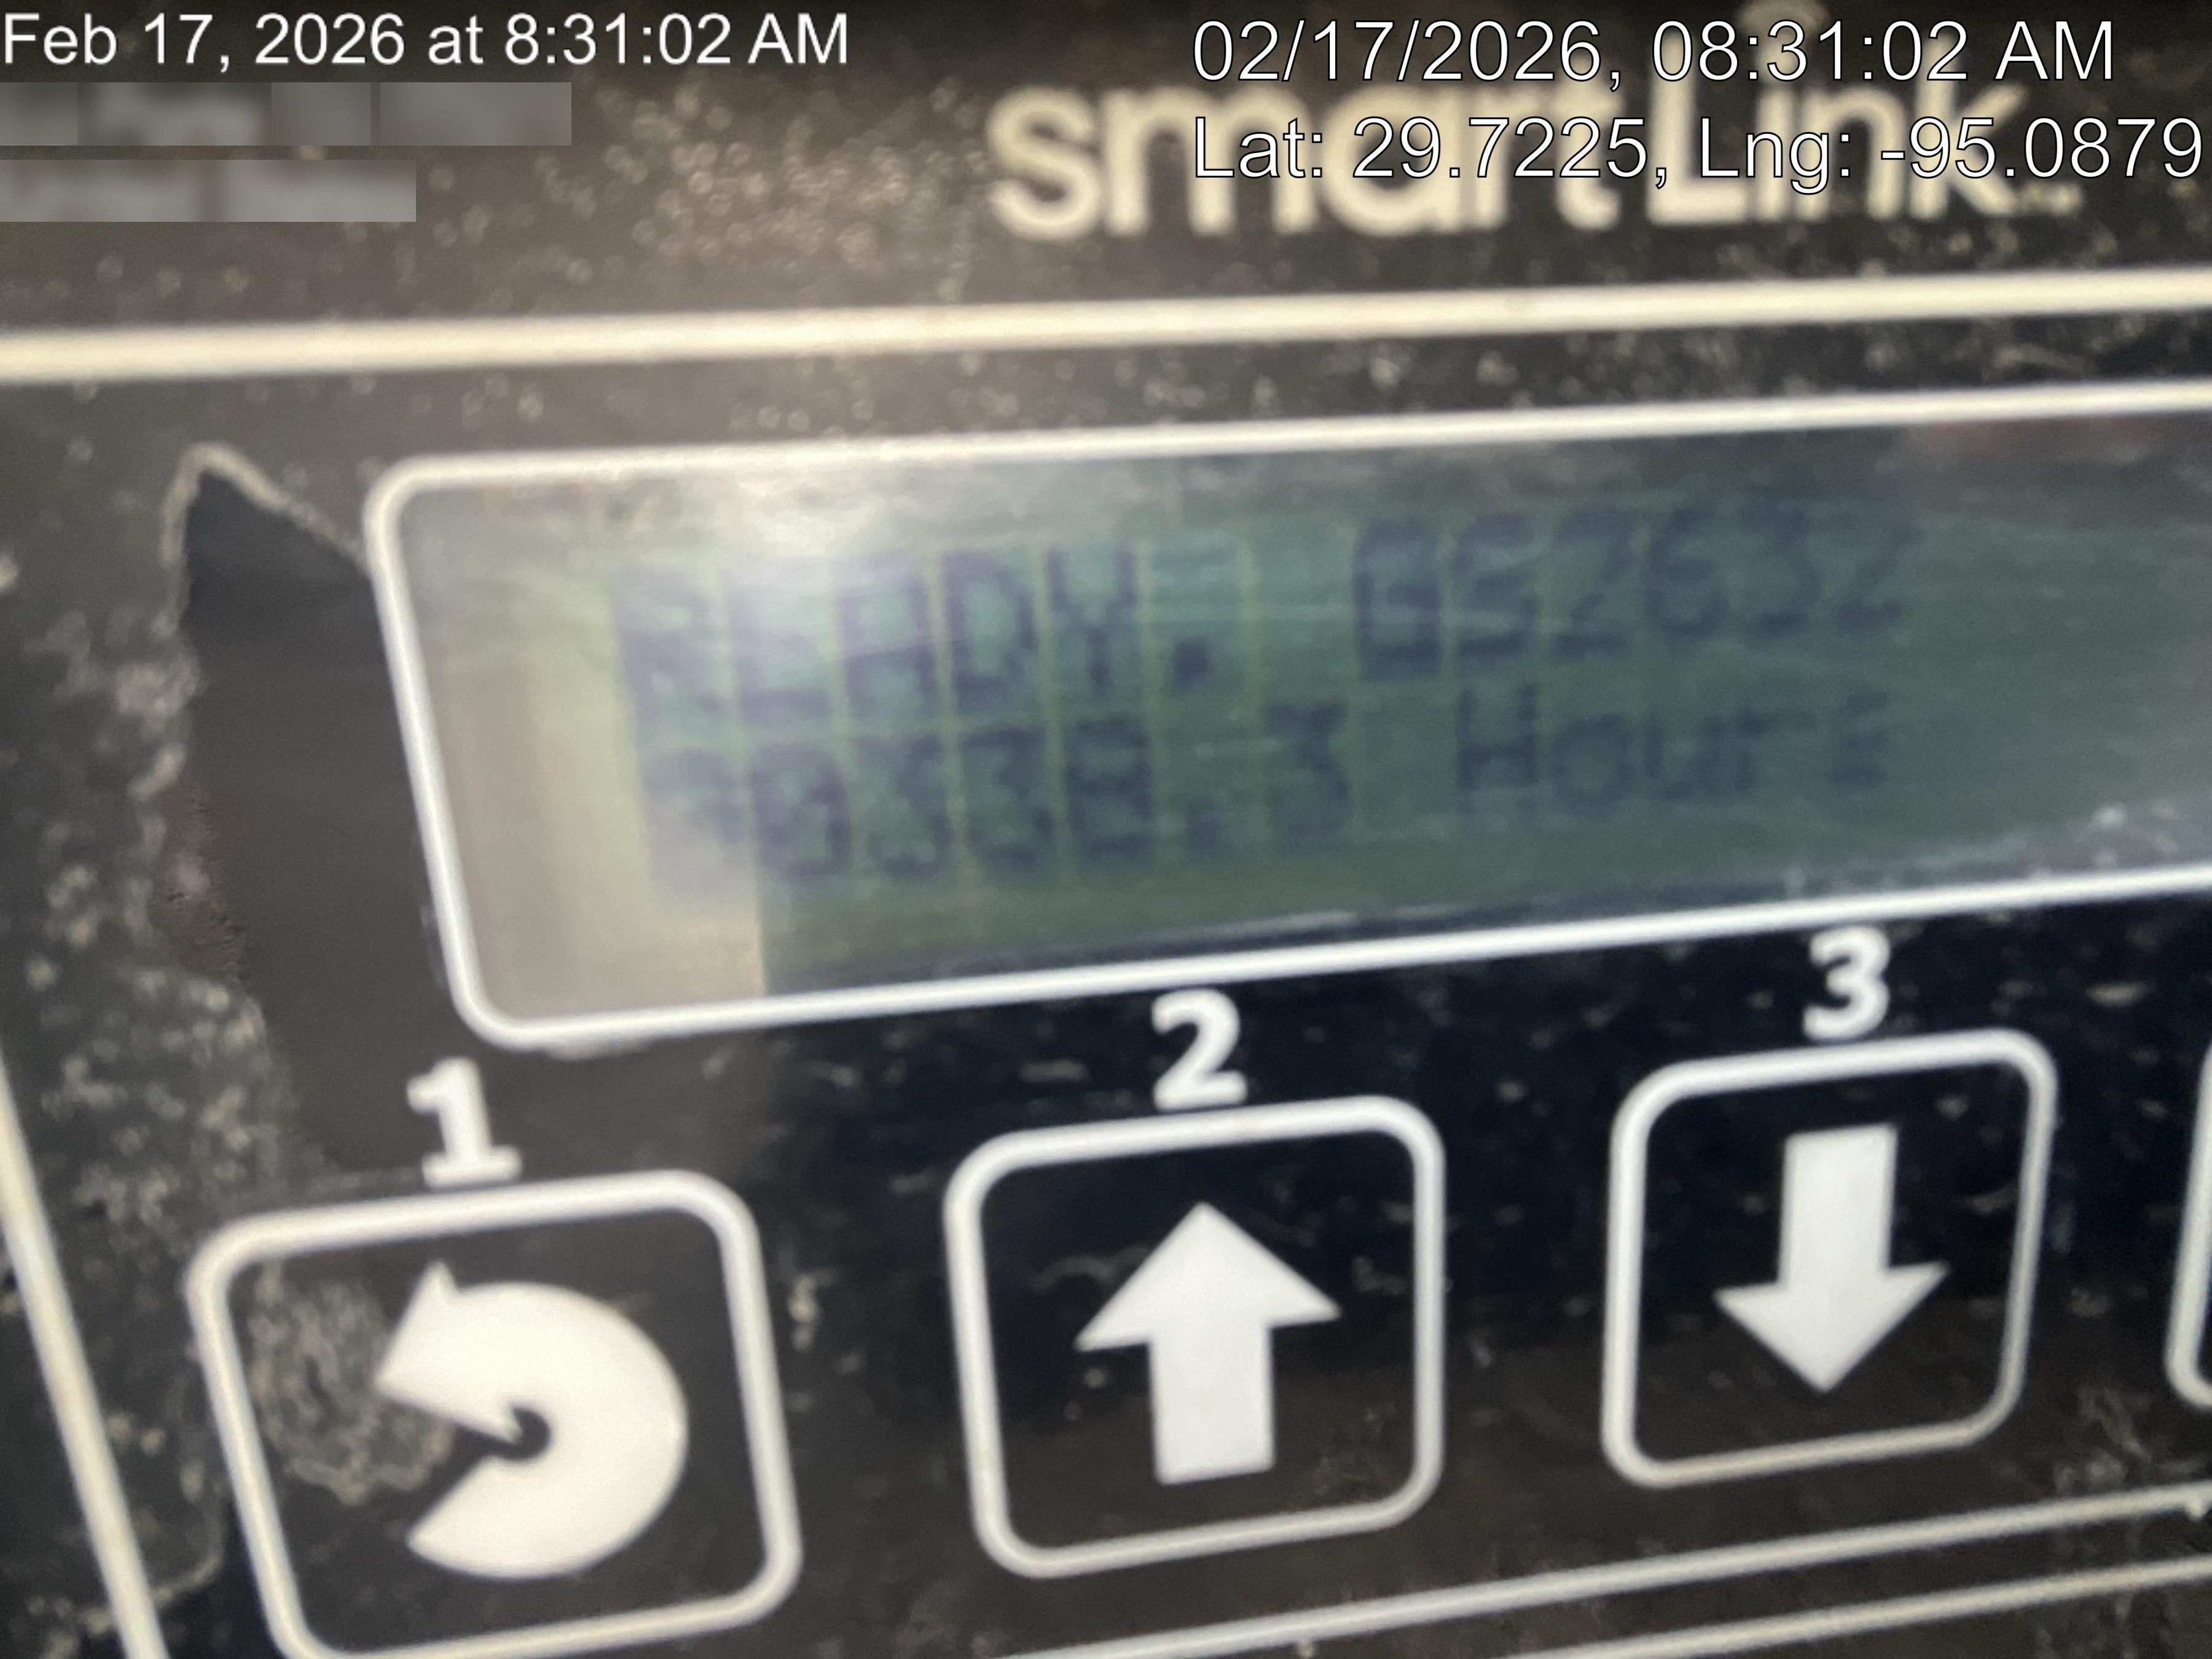 Feb 17, 2026 at 8:31:02 AM
02/17/2026, 08:31:02 AM
Lat: 29.7225, Lng: -95.0879
smartLink
READY. GS2632
00338.3 Hours
1 2 3